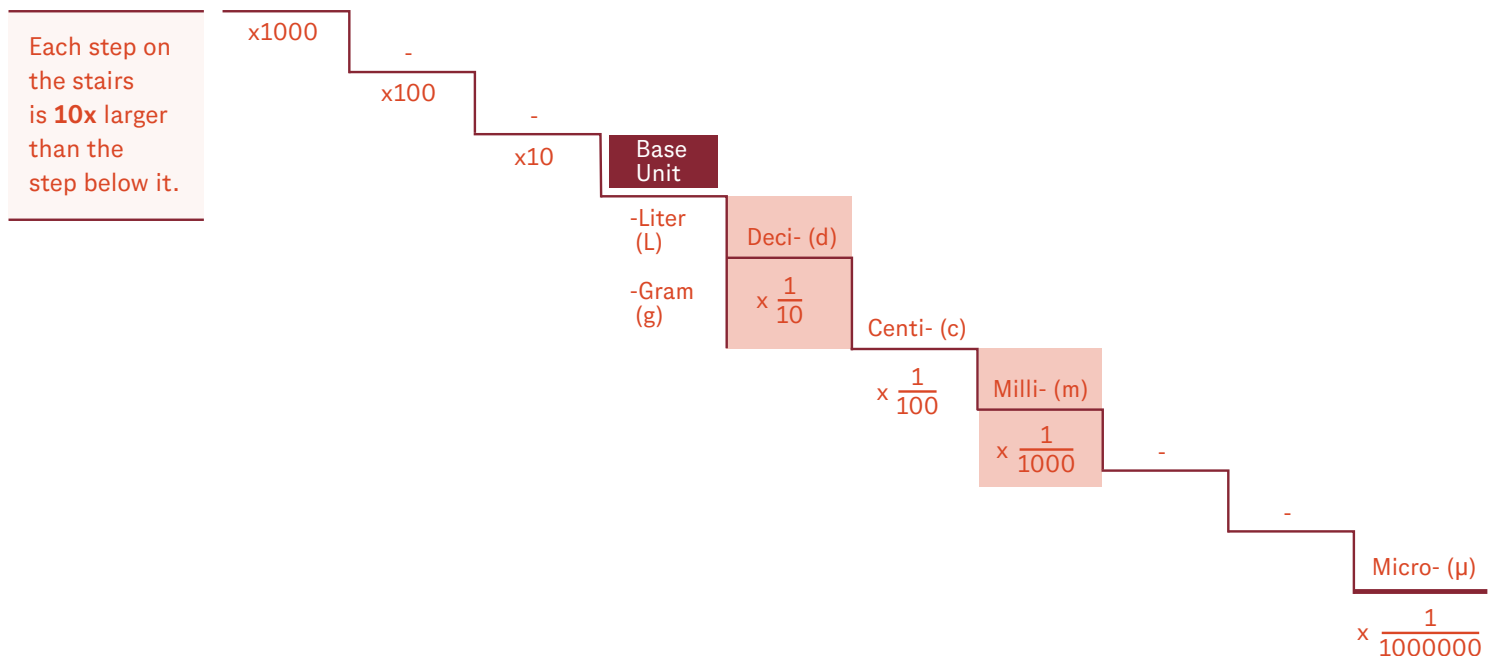 Each step on
the stairs
is 10x larger
than the
step below it.
x1000
-
x100
-
x10
Base
Unit
-Liter
(L)
-Gram
(g)
Deci- (d)
x 1/10
Centi- (c)
x 1/100
Milli- (m)
x 1/1000
-
-
Micro- (μ)
x 1/1000000